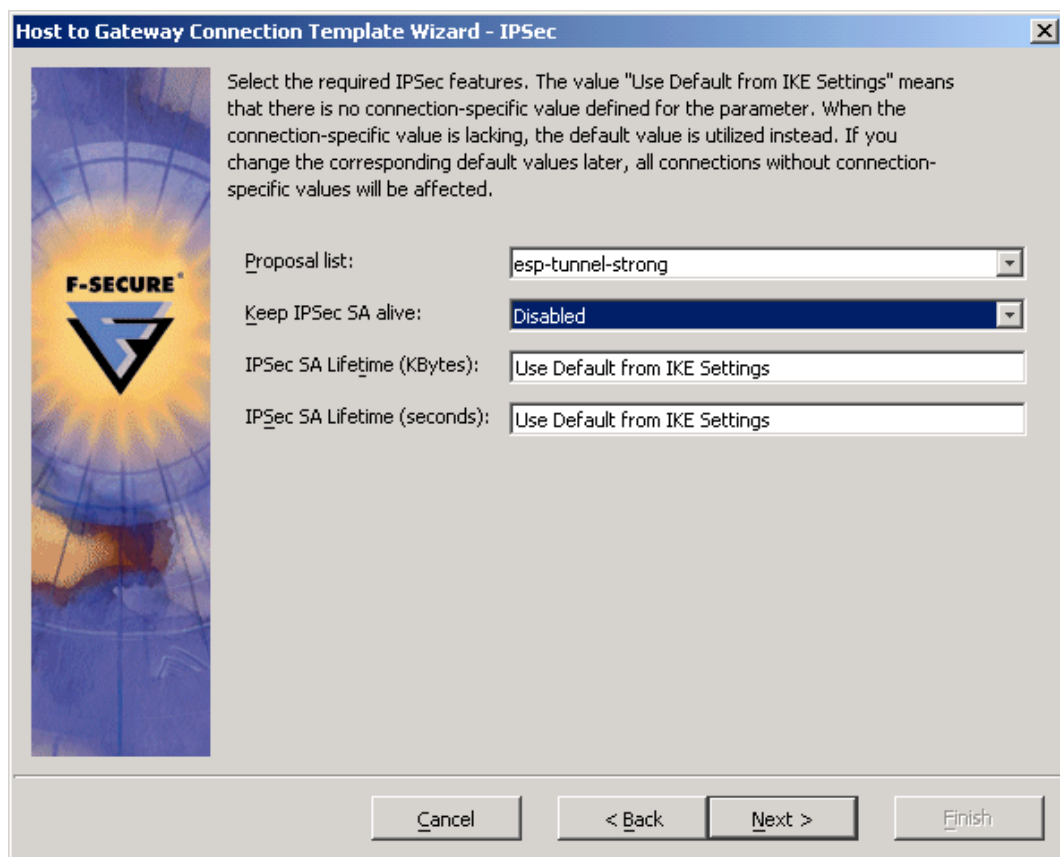 Host to Gateway Connection Template Wizard - IPSec
Select the required IPSec features. The value "Use Default from IKE Settings" means
that there is no connection-specific value defined for the parameter. When the
connection-specific value is lacking, the default value is utilized instead. If you
change the corresponding default values later, all connections without connection-
specific values will be affected.
F-SECURE®
Proposal list:
esp-tunnel-strong
Keep IPSec SA alive:
Disabled
IPSec SA Lifetime (KBytes):
Use Default from IKE Settings
IPSec SA Lifetime (seconds):
Use Default from IKE Settings
Cancel
< Back
Next >
Finish